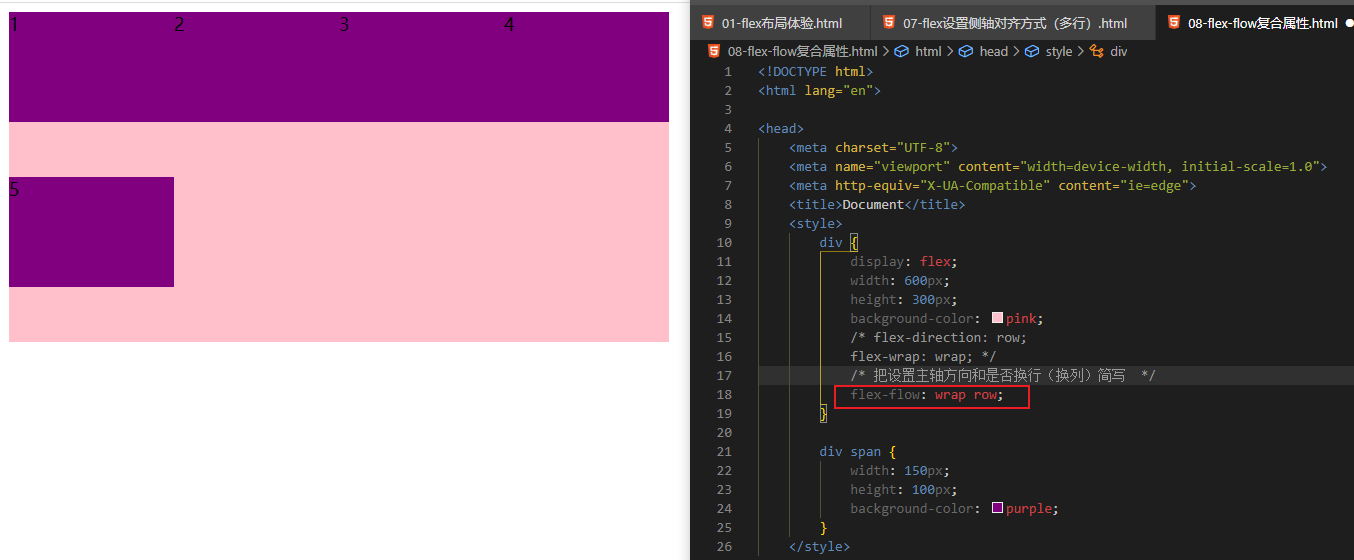 1 2 3 4
5
01-flex布局体验.html 07-flex设置侧轴对齐方式（多行）.html 08-flex-flow复合属性.html
08-flex-flow复合属性.html > html > head > style > div
1 <!DOCTYPE html>
2 <html lang="en">
3
4 <head>
5 <meta charset="UTF-8">
6 <meta name="viewport" content="width=device-width, initial-scale=1.0">
7 <meta http-equiv="X-UA-Compatible" content="ie=edge">
8 <title>Document</title>
9 <style>
10 div {
11 display: flex;
12 width: 600px;
13 height: 300px;
14 background-color: pink;
15 /* flex-direction: row;
16 flex-wrap: wrap; */
17 /* 把设置主轴方向和是否换行（换列）简写 */
18 flex-flow: wrap row;
19 }
20
21 div span {
22 width: 150px;
23 height: 100px;
24 background-color: purple;
25 }
26 </style>